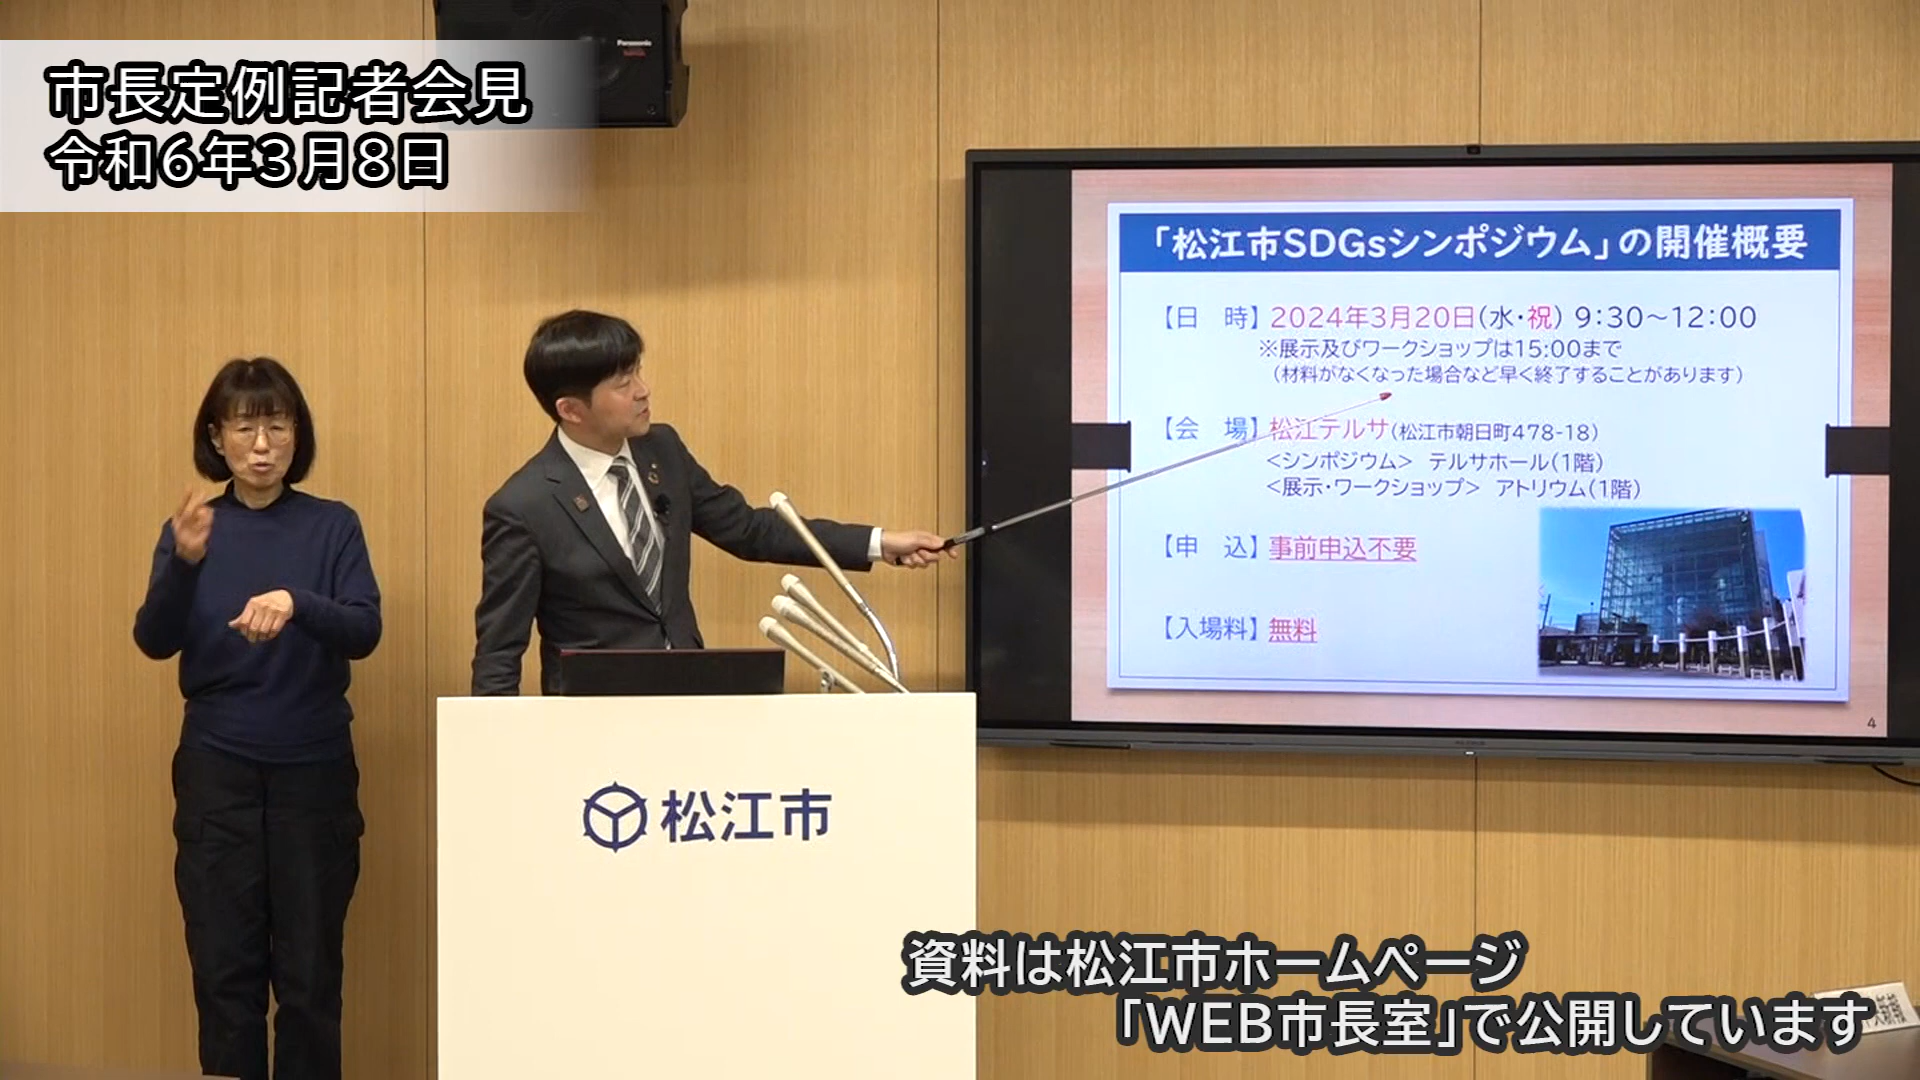 市長定例記者会見
令和6年3月8日
Panasonic
「松江市SDGsシンポジウム」の開催概要
【日　時】 2024年3月20日(水・祝) 9:30～12:00
※展示及びワークショップは15:00まで
(材料がなくなった場合など早く終了することがあります)
【会　場】 松江テルサ(松江市朝日町478-18)
<シンポジウム>　テルサホール(1階)
<展示・ワークショップ>　アトリウム(1階)
【申　込】 事前申込不要
【入場料】 無料
4
松江市
資料は松江市ホームページ
「WEB市長室」で公開しています